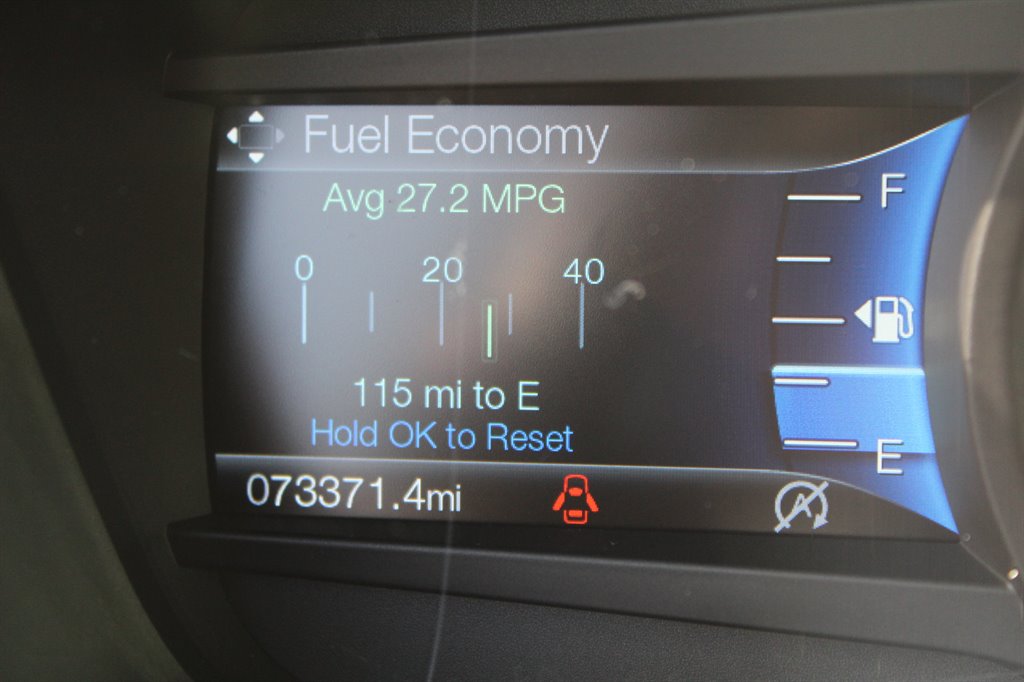 Fuel Economy
Avg 27.2 MPG
0 20 40
115 mi to E
Hold OK to Reset
073371.4mi
F
E
A